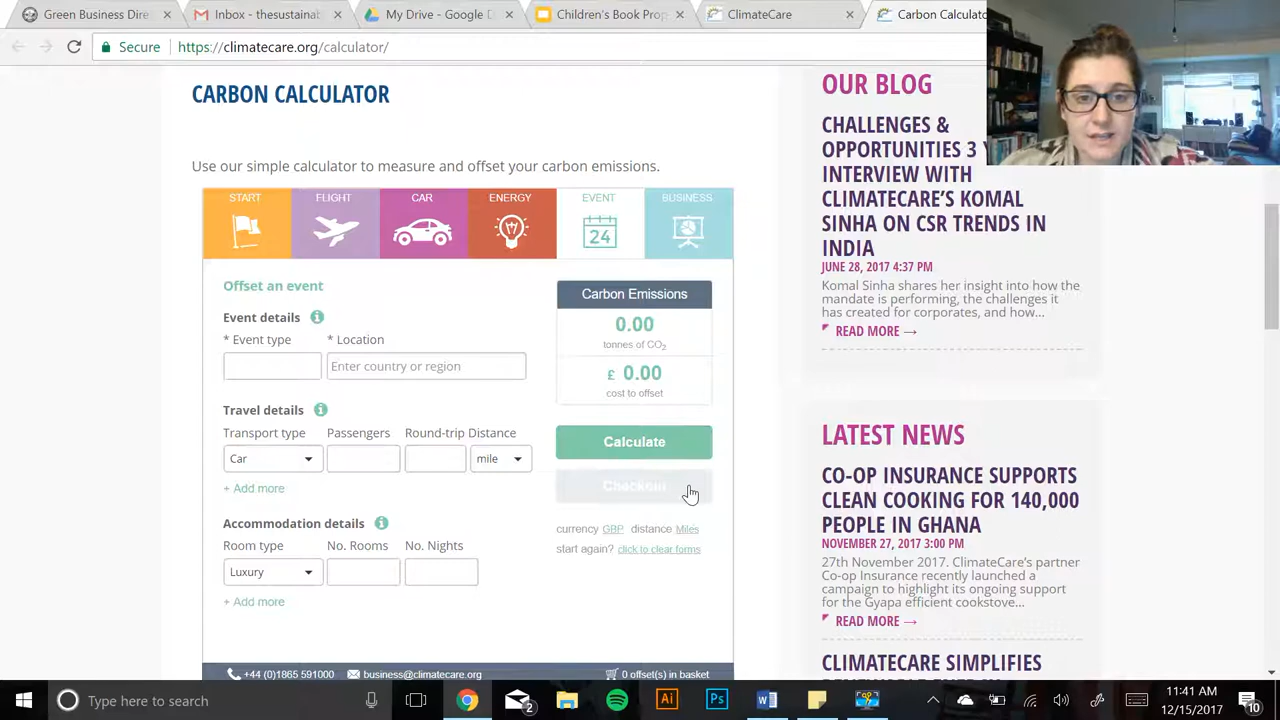 Green Business Dire
Inbox - thesustainat
My Drive - Google D
Children's Book Prop
ClimateCare
Carbon Calculato
Secure
https://climatecare.org/calculator/
CARBON CALCULATOR
Use our simple calculator to measure and offset your carbon emissions.
START
FLIGHT
CAR
ENERGY
EVENT
24
BUSINESS
Offset an event
Event details
* Event type
* Location
Enter country or region
Travel details
Transport type
Passengers
Round-trip Distance
Car
mile
+ Add more
Accommodation details
Room type
No. Rooms
No. Nights
Luxury
+ Add more
Carbon Emissions
0.00
tonnes of CO2
£ 0.00
cost to offset
Calculate
Checkout
currency GBP distance Miles
start again? click to clear forms
+44 (0)1865 591000
business@climatecare.org
0 offset(s) in basket
OUR BLOG
CHALLENGES &
OPPORTUNITIES 3
INTERVIEW WITH
CLIMATECARE'S KOMAL
SINHA ON CSR TRENDS IN
INDIA
JUNE 28, 2017 4:37 PM
Komal Sinha shares her insight into how the
mandate is performing, the challenges it
has created for corporates, and how...
READ MORE →
LATEST NEWS
CO-OP INSURANCE SUPPORTS
CLEAN COOKING FOR 140,000
PEOPLE IN GHANA
NOVEMBER 27, 2017 3:00 PM
27th November 2017. ClimateCare's partner
Co-op Insurance recently launched a
campaign to highlight its ongoing support
for the Gyapa efficient cookstove...
READ MORE →
CLIMATECARE SIMPLIFIES
Type here to search
2
Ai
Ps
11:41 AM
12/15/2017
10